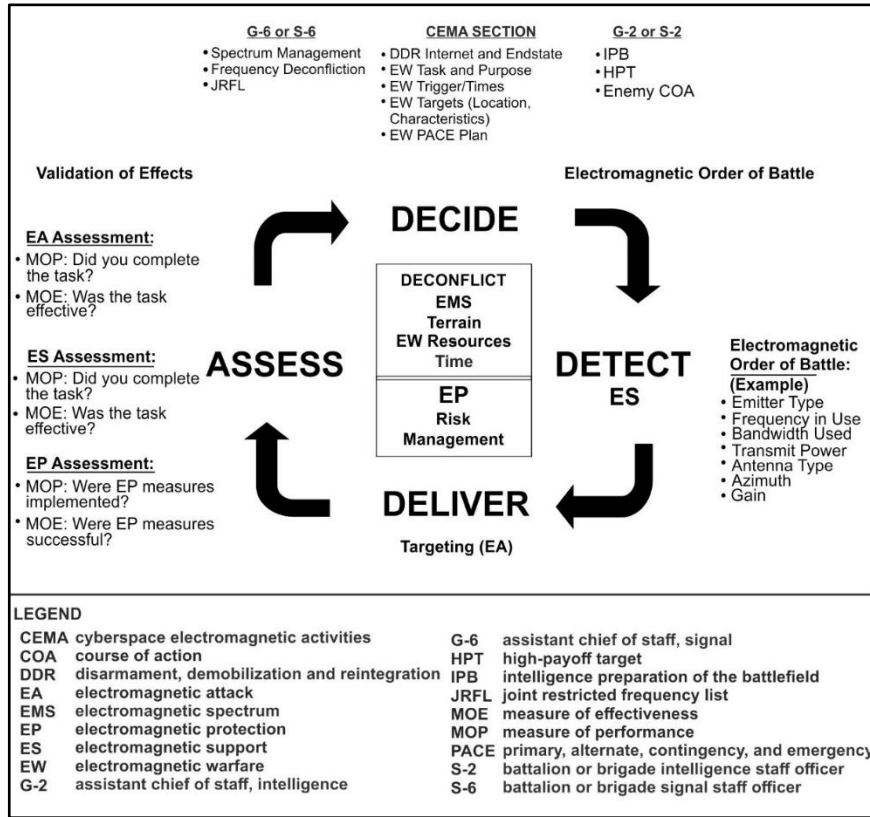 G-6 or S-6
• Spectrum Management
• Frequency Deconfliction
• JRFL
CEMA SECTION
• DDR Internet and Endstate
• EW Task and Purpose
• EW Trigger/Times
• EW Targets (Location,
Characteristics)
• EW PACE Plan
G-2 or S-2
• IPB
• HPT
• Enemy COA
Validation of Effects
Electromagnetic Order of Battle
DECIDE
EA Assessment:
• MOP: Did you complete
the task?
• MOE: Was the task
effective?
ES Assessment:
• MOP: Did you complete
the task?
• MOE: Was the task
effective?
EP Assessment:
• MOP: Were EP measures
implemented?
• MOE: Were EP measures
successful?
ASSESS
DECONFLICT
EMS
Terrain
EW Resources
Time
EP
Risk
Management
DETECT
ES
Electromagnetic
Order of Battle:
(Example)
• Emitter Type
• Frequency in Use
• Bandwidth Used
• Transmit Power
• Antenna Type
• Azimuth
• Gain
DELIVER
Targeting (EA)
LEGEND
CEMA cyberspace electromagnetic activities
COA course of action
DDR disarmament, demobilization and reintegration
EA electromagnetic attack
EMS electromagnetic spectrum
EP electromagnetic protection
ES electromagnetic support
EW electromagnetic warfare
G-2 assistant chief of staff, intelligence
G-6 assistant chief of staff, signal
HPT high-payoff target
IPB intelligence preparation of the battlefield
JRFL joint restricted frequency list
MOE measure of effectiveness
MOP measure of performance
PACE primary, alternate, contingency, and emergency
S-2 battalion or brigade intelligence staff officer
S-6 battalion or brigade signal staff officer